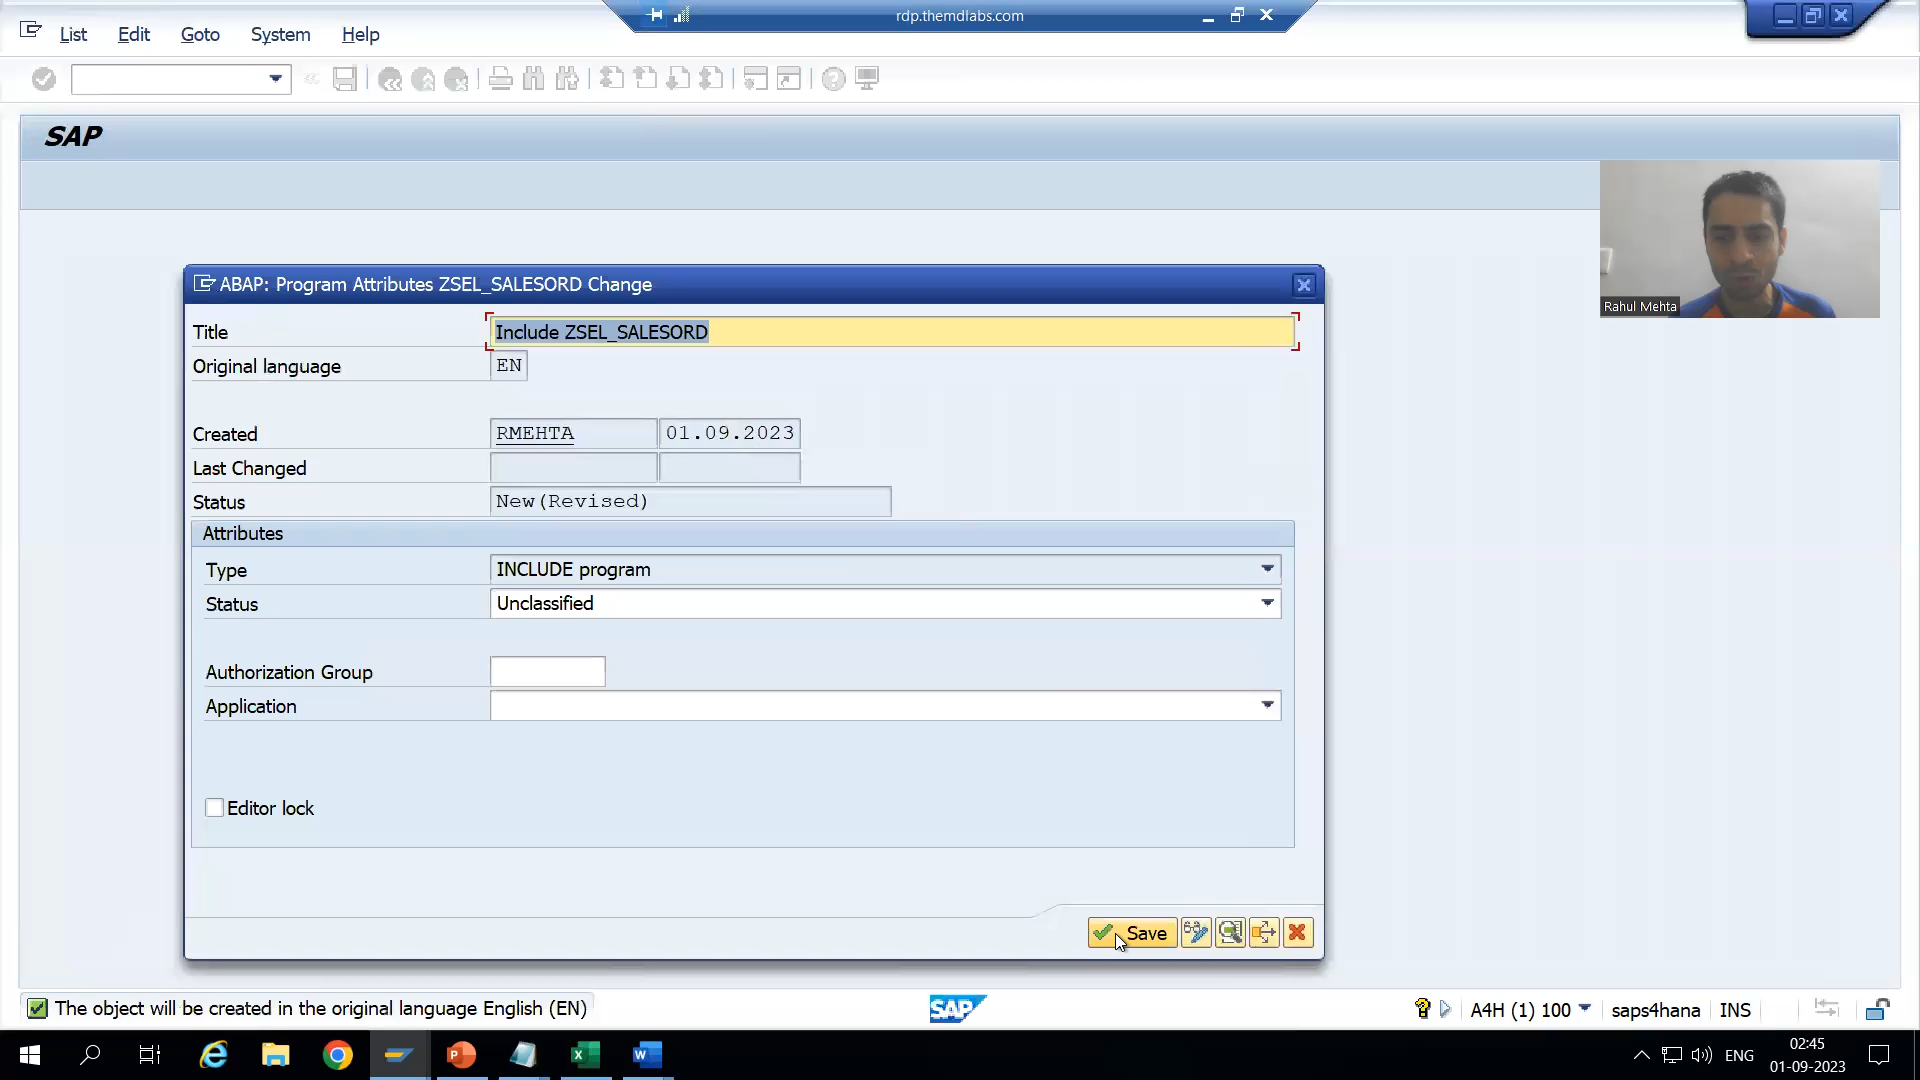 rdp.themdlabs.com
List Edit Goto System Help
SAP
Rahul Mehta
ABAP: Program Attributes ZSEL_SALESORD Change
Title Include ZSEL_SALESORD
Original language EN
Created RMEHTA 01.09.2023
Last Changed
Status New(Revised)
Attributes
Type INCLUDE program
Status Unclassified
Authorization Group
Application
Editor lock
Save
The object will be created in the original language English (EN) SAP A4H (1) 100 saps4hana INS
ENG 02:45
01-09-2023